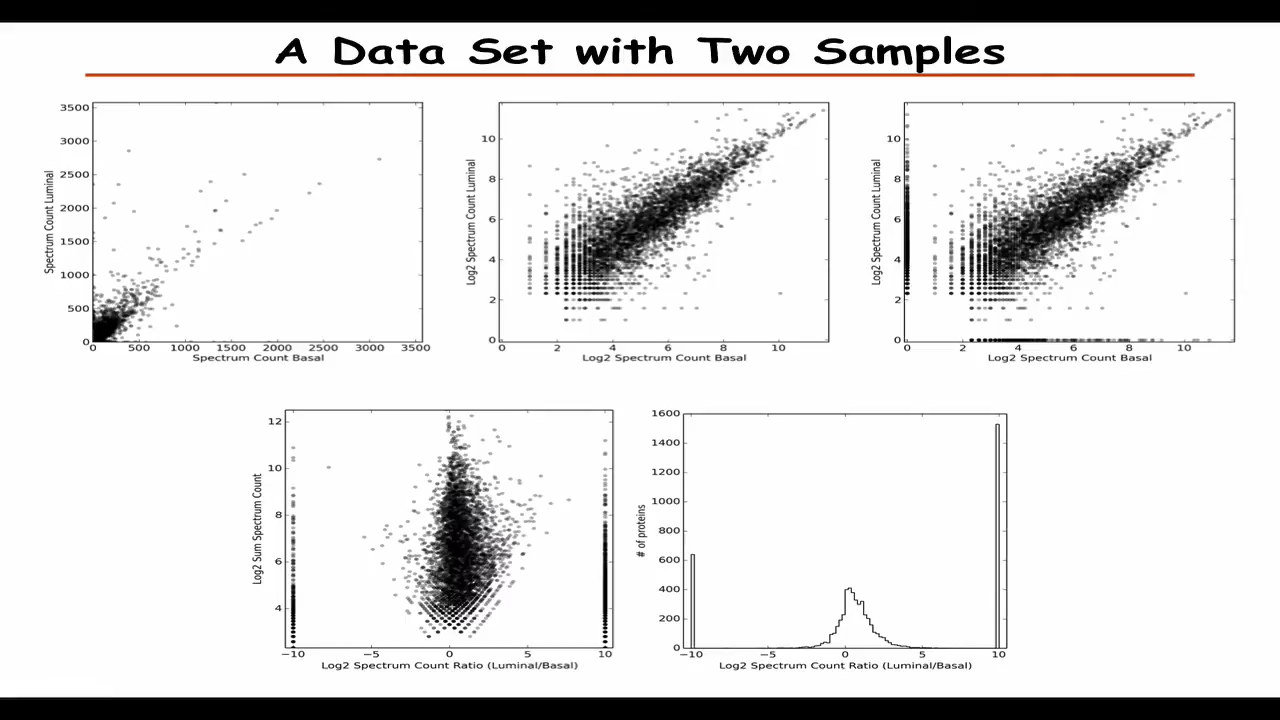 A Data Set with Two Samples
3500
3000
2500
2000
1500
1000
500
0
Spectrum Count Luminal
0 500 1000 1500 2000 2500 3000 3500
Spectrum Count Basal
10
8
6
4
2
0
Log2 Spectrum Count Luminal
0 2 4 6 8 10
Log2 Spectrum Count Basal
10
8
6
4
2
0
Log2 Spectrum Count Luminal
0 2 4 6 8 10
Log2 Spectrum Count Basal
12
10
8
6
4
Log2 Sum Spectrum Count
−10 −5 0 5 10
Log2 Spectrum Count Ratio (Luminal/Basal)
1600
1400
1200
1000
800
600
400
200
0
# of proteins
−10 −5 0 5 10
Log2 Spectrum Count Ratio (Luminal/Basal)